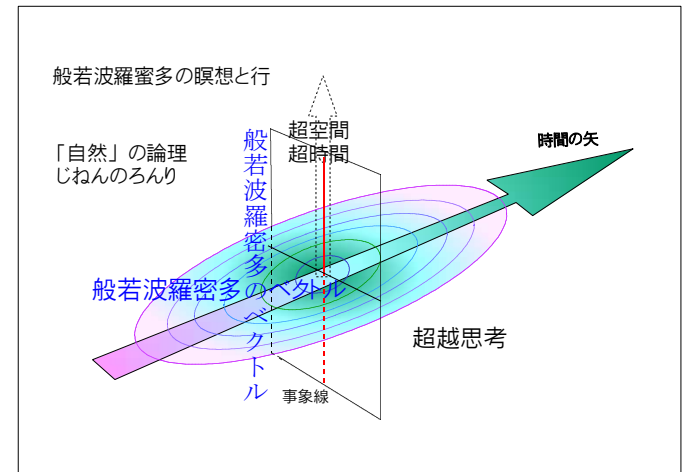 般若波羅蜜多の瞑想と行
超空間
超時間
時間の矢
「自然」の論理
じねんのろんり
般若波羅密多のベクトル
般若波羅密多のベクトル
超越思考
事象線